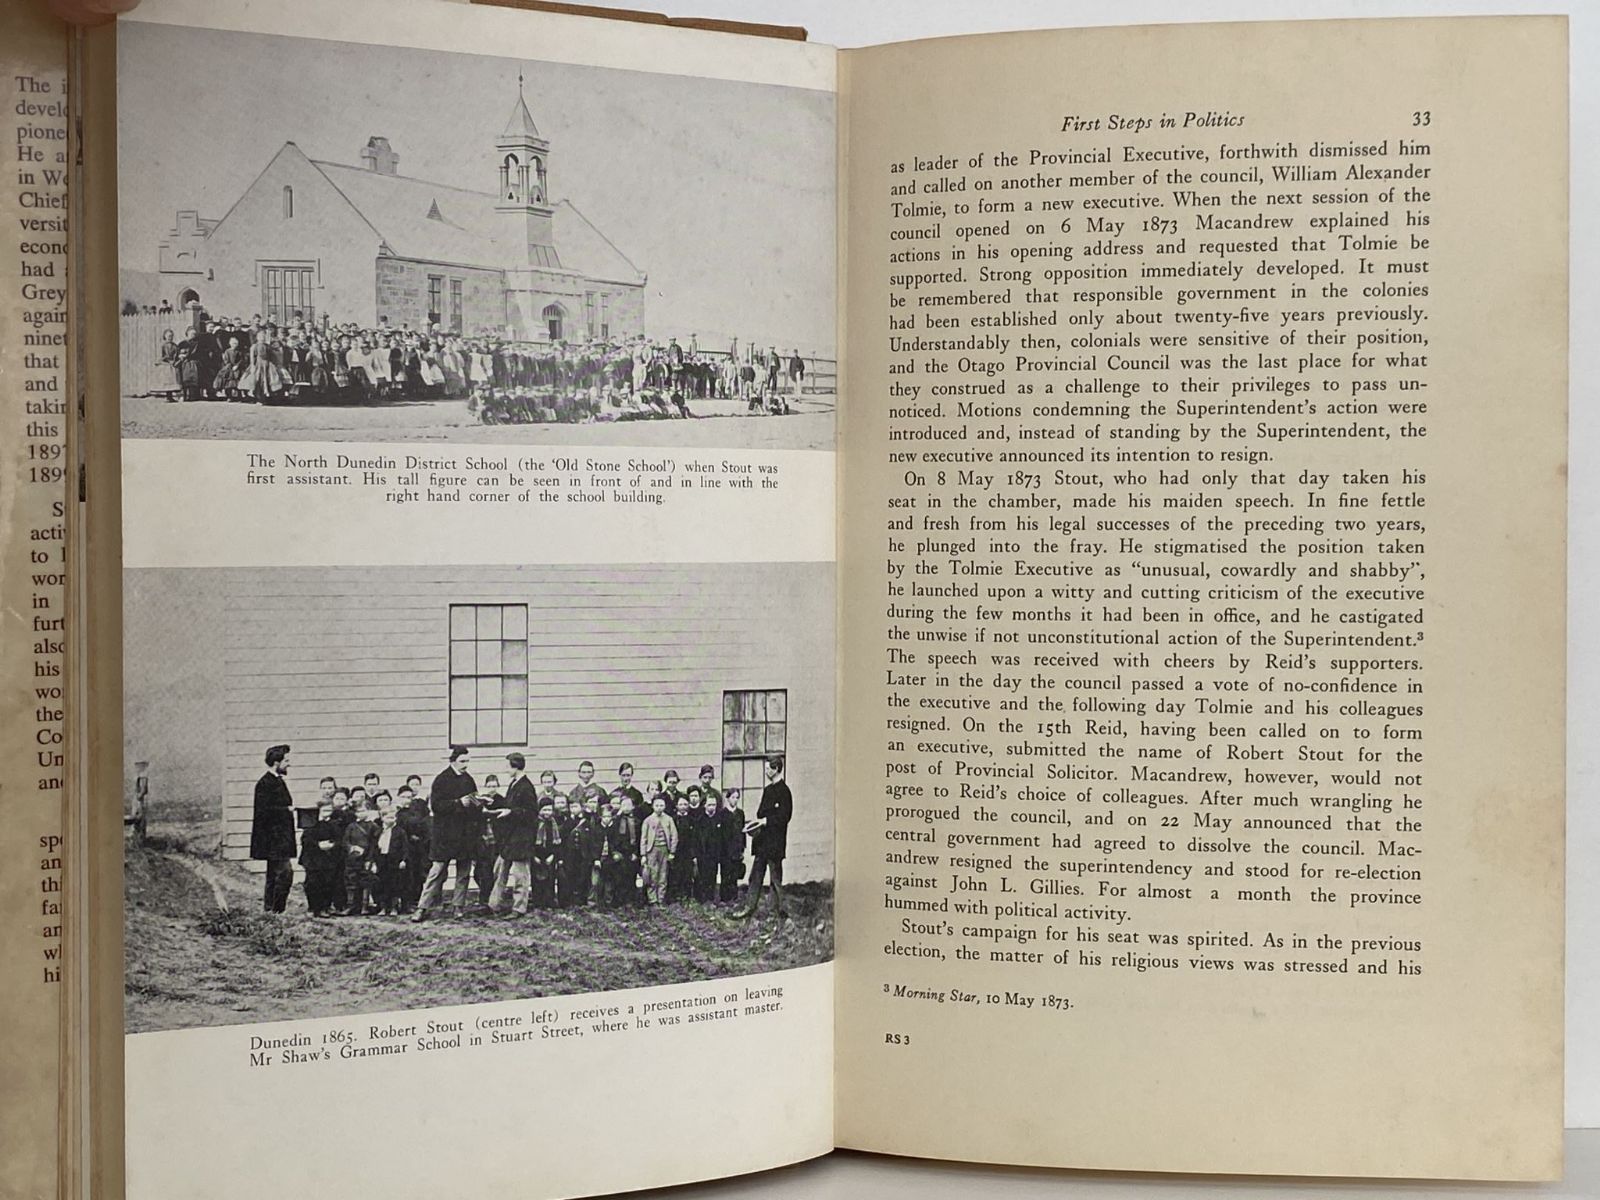 The
pione
He
in We
Chief
versit
econo
had
Grey
again
ninet
that
and
takin
this
to
in
also
his
the
The North Dunedin District School (the ‘Old Stone School’) when Stout was
first assistant. His tall figure can be seen in front of and in line with the
right hand corner of the school building.
Dunedin 1865. Robert Stout (centre left) receives a presentation on leaving
Mr Shaw's Grammar School in Stuart Street, where he was assistant master.
First Steps in Politics 33
as leader of the Provincial Executive, forthwith dismissed him
and called on another member of the council, William Alexander
Tolmie, to form a new executive. When the next session of the
council opened on 6 May 1873 Macandrew explained his
actions in his opening address and requested that Tolmie be
supported. Strong opposition immediately developed. It must
be remembered that responsible government in the colonies
had been established only about twenty-five years previously.
Understandably then, colonials were sensitive of their position,
and the Otago Provincial Council was the last place for what
they construed as a challenge to their privileges to pass un-
noticed. Motions condemning the Superintendent's action were
introduced and, instead of standing by the Superintendent, the
new executive announced its intention to resign.
On 8 May 1873 Stout, who had only that day taken his
seat in the chamber, made his maiden speech. In fine fettle
and fresh from his legal successes of the preceding two years,
he plunged into the fray. He stigmatised the position taken
by the Tolmie Executive as “unusual, cowardly and shabby”,
he launched upon a witty and cutting criticism of the executive
during the few months it had been in office, and he castigated
the unwise if not unconstitutional action of the Superintendent.³
The speech was received with cheers by Reid's supporters.
Later in the day the council passed a vote of no-confidence in
the executive and the following day Tolmie and his colleagues
resigned. On the 15th Reid, having been called on to form
an executive, submitted the name of Robert Stout for the
post of Provincial Solicitor. Macandrew, however, would not
agree to Reid's choice of colleagues. After much wrangling he
prorogued the council, and on 22 May announced that the
central government had agreed to dissolve the council. Mac-
andrew resigned the superintendency and stood for re-election
against John L. Gillies. For almost a month the province
hummed with political activity.
Stout's campaign for his seat was spirited. As in the previous
election, the matter of his religious views was stressed and his
³ Morning Star, 10 May 1873.
RS 3